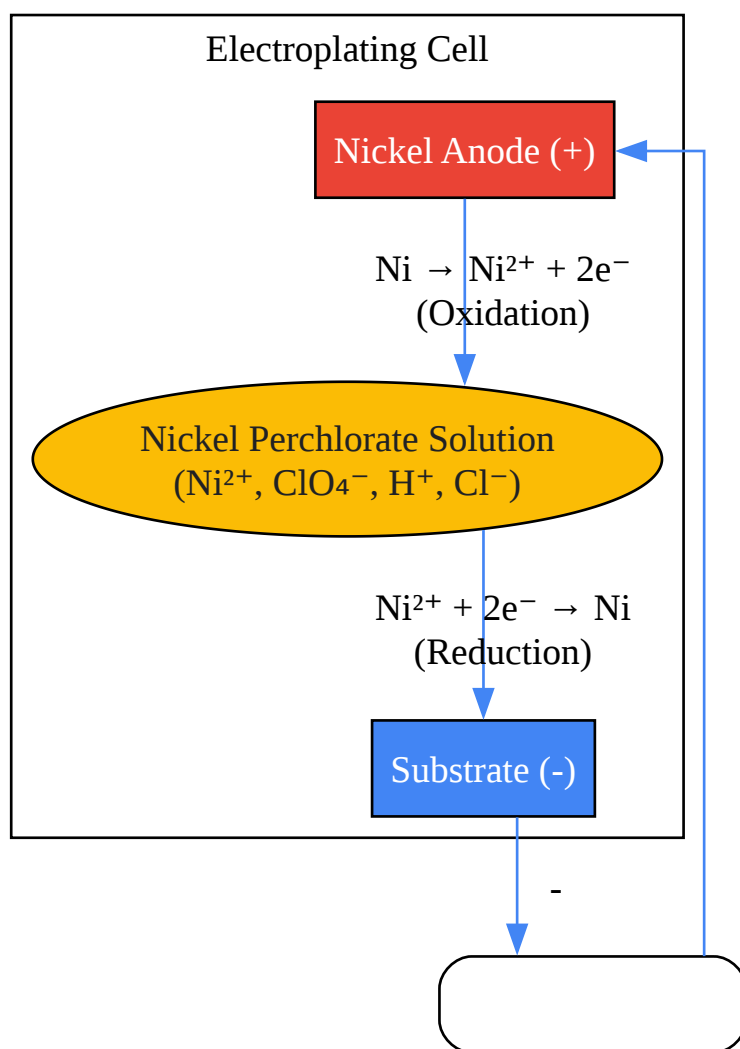 Electroplating Cell
Nickel Anode (+)
Ni → Ni²⁺ + 2e⁻
(Oxidation)
Nickel Perchlorate Solution
(Ni²⁺, ClO₄⁻, H⁺, Cl⁻)
Ni²⁺ + 2e⁻ → Ni
(Reduction)
Substrate (-)
-